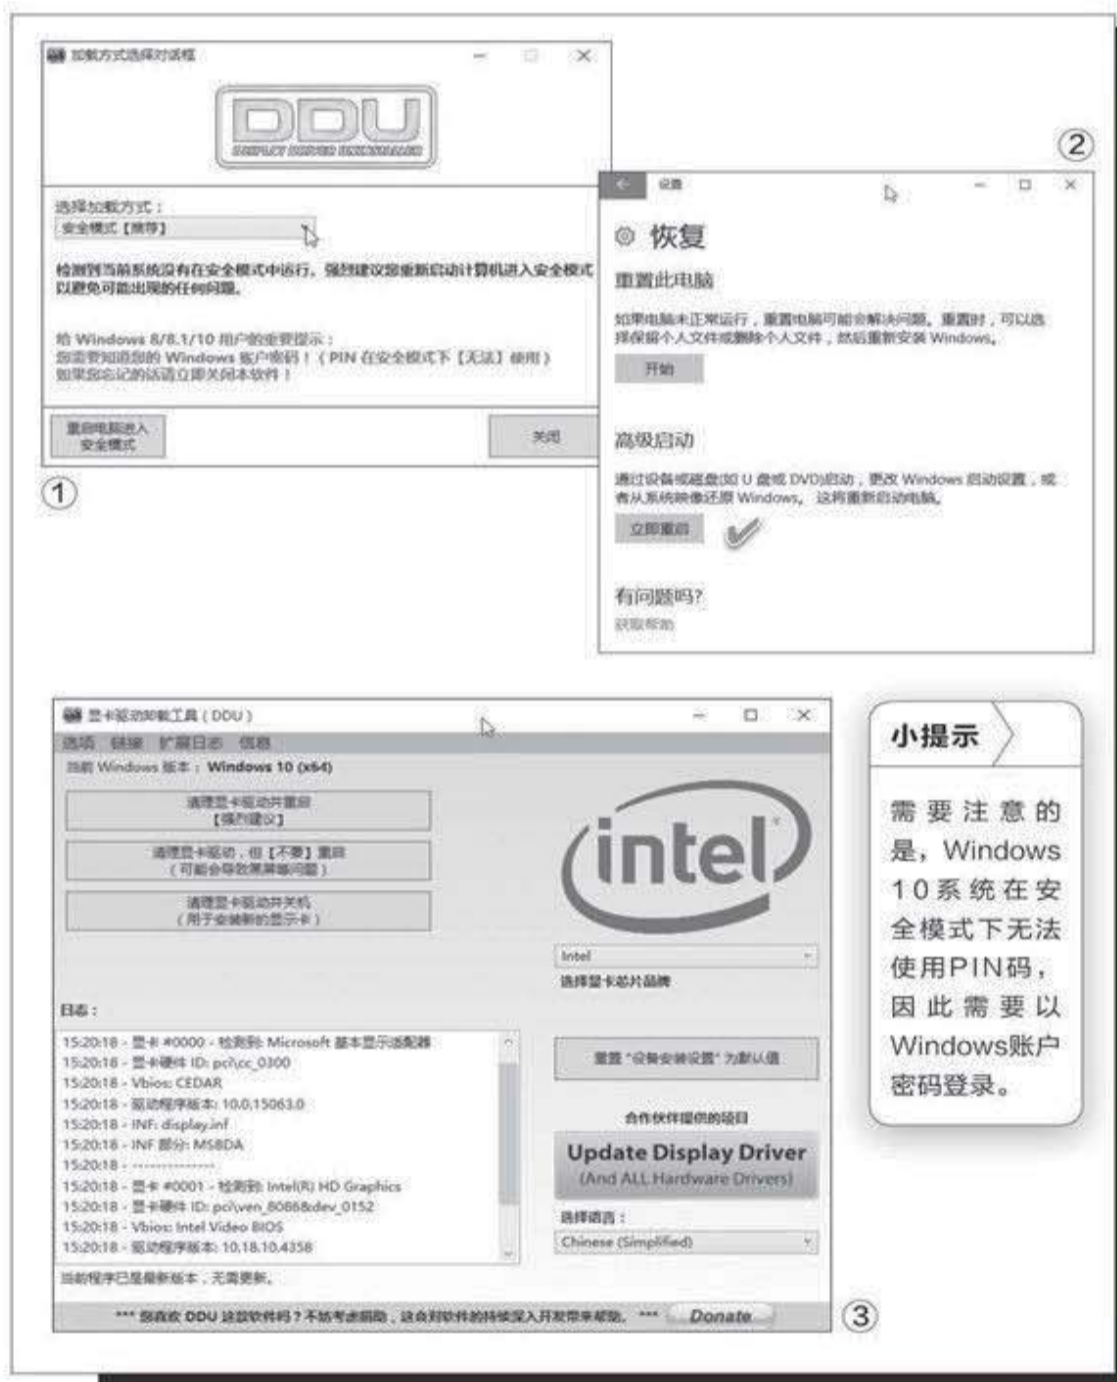 加载方式选择对话框
DDU
DISPLAY DRIVER UNINSTALLER
选择加载方式：
安全模式【推荐】
检测到当前系统没有在安全模式中运行。强烈建议您重新启动计算机进入安全模式
以避免可能出现的任何问题。
给 Windows 8/8.1/10 用户的重要提示：
您需要知道您的 Windows 账户密码！（PIN 在安全模式下【无法】使用）
如果您忘记的话请立即关闭本软件！
重启电脑进入
安全模式
关闭
①
②
设置
恢复
重置此电脑
如果电脑未正常运行，重置电脑可能会解决问题。重置时，可以选
择保留个人文件或删除个人文件，然后重新安装 Windows。
开始
高级启动
通过设备或磁盘(如 U 盘或 DVD)启动，更改 Windows 启动设置，或
者从系统映像还原 Windows。 这将重新启动电脑。
立即重启
有问题吗?
获取帮助
显卡驱动卸载工具（DDU）
选项 链接 扩展日志 信息
当前 Windows 版本： Windows 10 (x64)
清理显卡驱动并重启
【强烈建议】
清理显卡驱动，但【不要】重启
（可能会导致黑屏等问题）
清理显卡驱动并关机
（用于安装新的显示卡）
intel
Intel
选择显卡芯片品牌
日志：
15:20:18 - 显卡 #0000 - 检测到: Microsoft 基本显示适配器
15:20:18 - 显卡硬件 ID: pci\cc_0300
15:20:18 - Vbios: CEDAR
15:20:18 - 驱动程序版本: 10.0.15063.0
15:20:18 - INF: display.inf
15:20:18 - INF 部分: MSBDA
15:20:18 - --------------
15:20:18 - 显卡 #0001 - 检测到: Intel(R) HD Graphics
15:20:18 - 显卡硬件 ID: pci\ven_8086&dev_0152
15:20:18 - Vbios: Intel Video BIOS
15:20:18 - 驱动程序版本: 10.18.10.4358
重置 "设备安装设置" 为默认值
合作伙伴提供的项目
Update Display Driver
(And ALL Hardware Drivers)
选择语言：
Chinese (Simplified)
当前程序已是最新版本，无需更新。
*** 您喜欢 DDU 这款软件吗？不妨考虑捐助，这会对软件的持续深入开发带来帮助。 *** Donate
③
小提示
需要注意的
是，Windows
10系统在安
全模式下无法
使用PIN码，
因此需要以
Windows账户
密码登录。